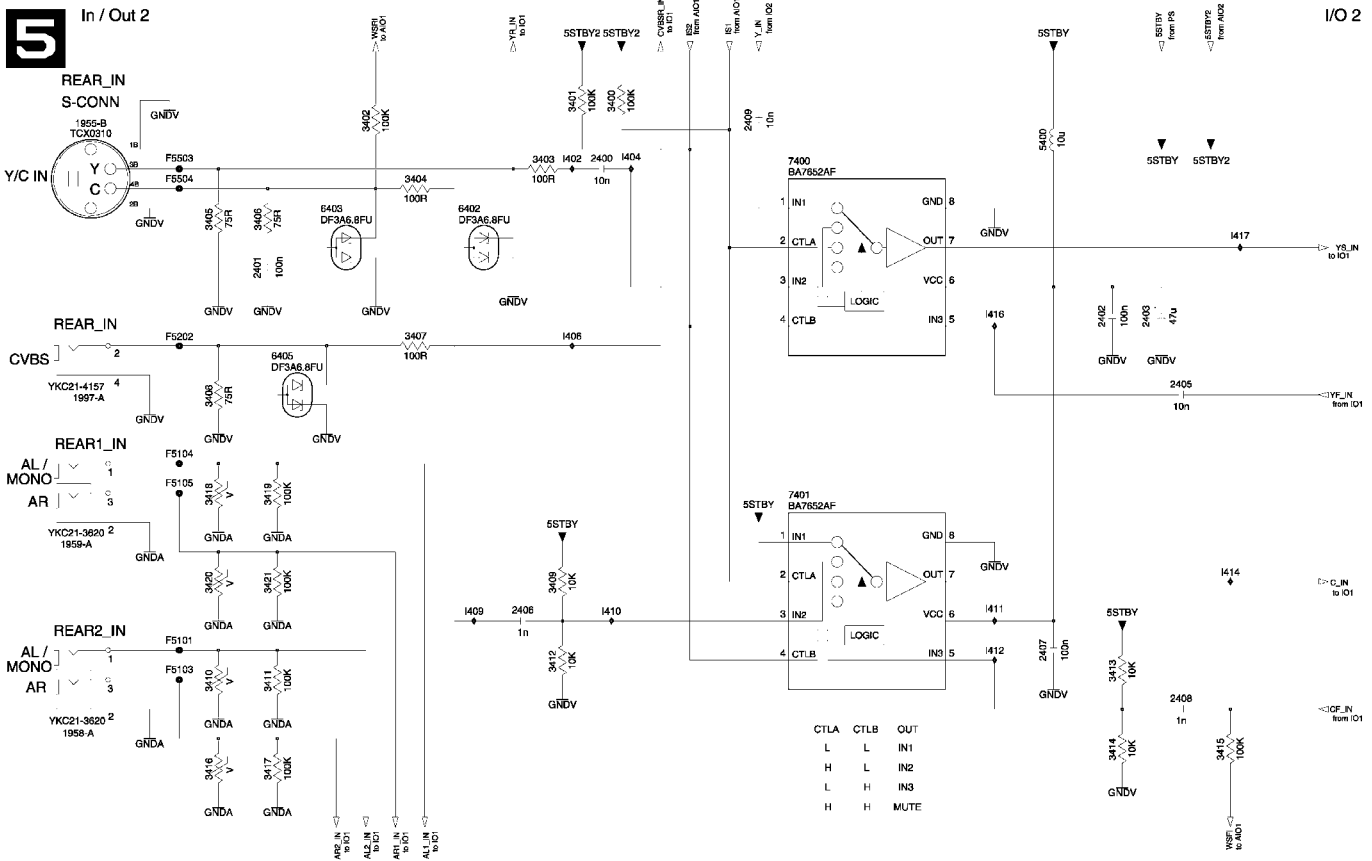 5
In / Out 2
I/O 2
WSFI
to AIO1
YR_IN
to IO1
5STBY2
5STBY2
CVBSR_IN
to IO1
IS2
from AIO1
IS1
from AIO1
Y_IN
from IO2
5STBY
5STBY
from PS
5STBY2
from AIO2
REAR_IN
S-CONN
GNDV
1955-B
TCX0310
1B
3B
4B
2B
Y/C IN
Y
C
F5503
F5504
GNDV
3402
100K
3401
100K
3400
100K
2409
10n
5400
10u
5STBY
5STBY2
3403
100R
I402
2400
10n
I404
3404
100R
3405
75R
3406
75R
2401
100n
6403
DF3A6.8FU
6402
DF3A6.8FU
GNDV
GNDV
GNDV
GNDV
7400
BA7652AF
1
IN1
2
CTLA
3
IN2
4
CTLB
GND
8
OUT
7
VCC
6
IN3
5
LOGIC
GNDV
I417
YS_IN
to IO1
I416
2402
100n
2403
47u
GNDV
GNDV
2405
10n
YF_IN
from IO1
REAR_IN
CVBS
2
4
YKC21-4157
1997-A
F5202
GNDV
3407
100R
I406
3408
75R
6405
DF3A6.8FU
GNDV
GNDV
REAR1_IN
AL /
MONO
AR
1
3
2
YKC21-3620
1959-A
F5104
F5105
GNDA
3418
V
3419
100K
GNDA
GNDA
3420
V
3421
100K
GNDA
GNDA
5STBY
3409
10K
I409
2406
1n
I410
3412
10K
GNDV
7401
BA7652AF
5STBY
1
IN1
2
CTLA
3
IN2
4
CTLB
GND
8
OUT
7
VCC
6
IN3
5
LOGIC
GNDV
I411
I412
2407
100n
GNDV
I414
C_IN
to IO1
5STBY
3413
10K
3414
10K
GNDV
2408
1n
CF_IN
from IO1
3415
100K
WSFI
to AIO1
REAR2_IN
AL /
MONO
AR
1
3
2
YKC21-3620
1958-A
F5101
F5103
GNDA
3410
V
3411
100K
GNDA
GNDA
3416
V
3417
100K
GNDA
GNDA
AR2_IN
to IO1
AL2_IN
to IO1
AR1_IN
to IO1
AL1_IN
to IO1
CTLA CTLB OUT
L L IN1
H L IN2
L H IN3
H H MUTE